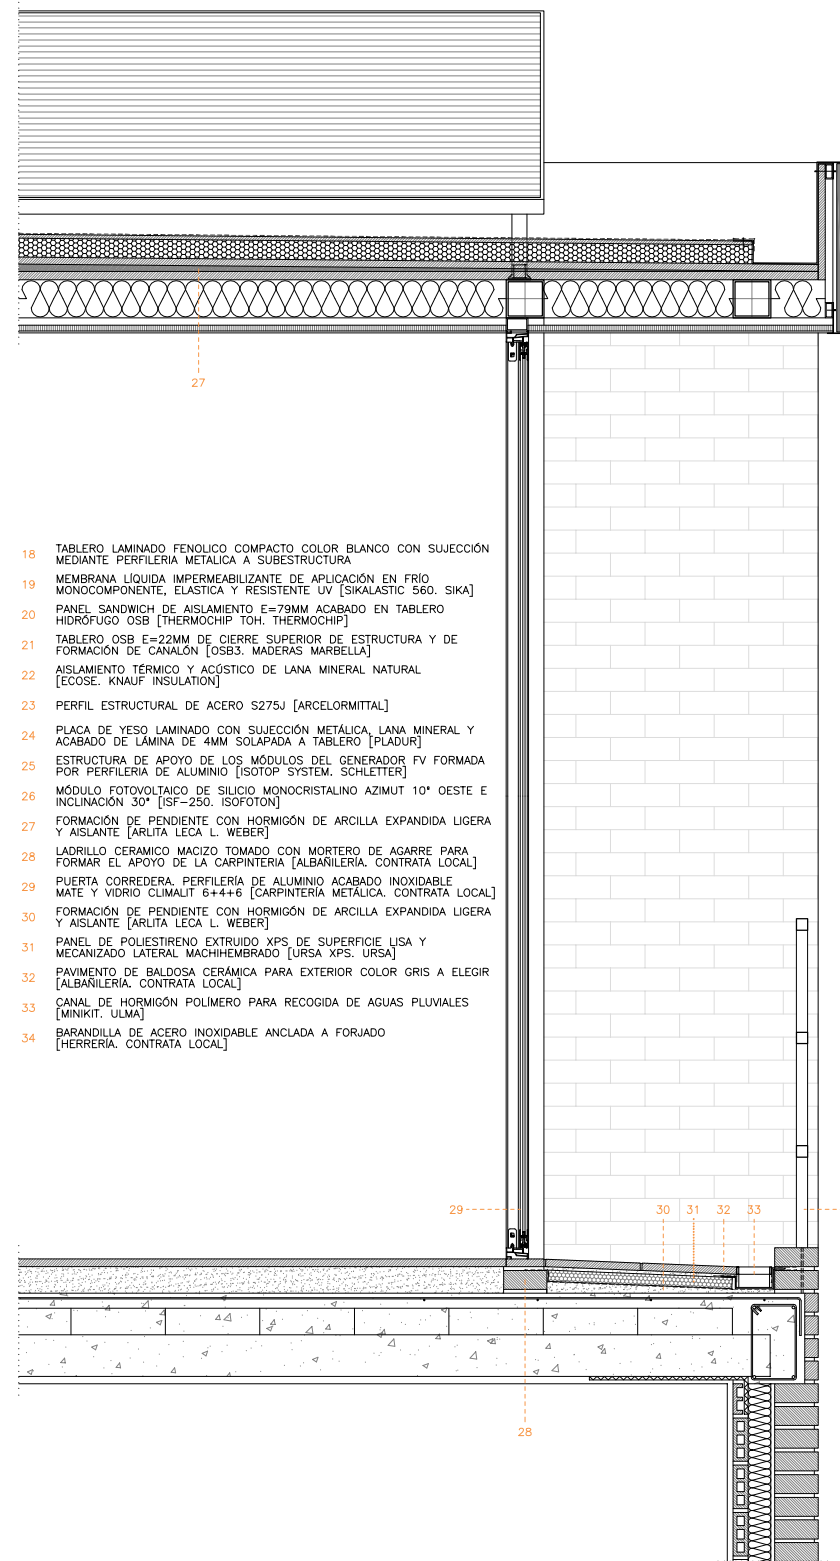 27
18 TABLERO LAMINADO FENOLICO COMPACTO COLOR BLANCO CON SUJECCIÓN
MEDIANTE PERFILERIA METALICA A SUBESTRUCTURA
19 MEMBRANA LÍQUIDA IMPERMEABILIZANTE DE APLICACIÓN EN FRÍO
MONOCOMPONENTE, ELASTICA Y RESISTENTE UV [SIKALASTIC 560. SIKA]
20 PANEL SANDWICH DE AISLAMIENTO E=79MM ACABADO EN TABLERO
HIDRÓFUGO OSB [THERMOCHIP TOH. THERMOCHIP]
21 TABLERO OSB E=22MM DE CIERRE SUPERIOR DE ESTRUCTURA Y DE
FORMACIÓN DE CANALÓN [OSB3. MADERAS MARBELLA]
22 AISLAMIENTO TÉRMICO Y ACÚSTICO DE LANA MINERAL NATURAL
[ECOSE. KNAUF INSULATION]
23 PERFIL ESTRUCTURAL DE ACERO S275J [ARCELORMITTAL]
24 PLACA DE YESO LAMINADO CON SUJECCIÓN METÁLICA, LANA MINERAL Y
ACABADO DE LÁMINA DE 4MM SOLAPADA A TABLERO [PLADUR]
25 ESTRUCTURA DE APOYO DE LOS MÓDULOS DEL GENERADOR FV FORMADA
POR PERFILERIA DE ALUMINIO [ISOTOP SYSTEM. SCHLETTER]
26 MÓDULO FOTOVOLTAICO DE SILICIO MONOCRISTALINO AZIMUT 10° OESTE E
INCLINACIÓN 30° [ISF-250. ISOFOTON]
27 FORMACIÓN DE PENDIENTE CON HORMIGÓN DE ARCILLA EXPANDIDA LIGERA
Y AISLANTE [ARLITA LECA L. WEBER]
28 LADRILLO CERAMICO MACIZO TOMADO CON MORTERO DE AGARRE PARA
FORMAR EL APOYO DE LA CARPINTERIA [ALBAÑILERÍA. CONTRATA LOCAL]
29 PUERTA CORREDERA. PERFILERÍA DE ALUMINIO ACABADO INOXIDABLE
MATE Y VIDRIO CLIMALIT 6+4+6 [CARPINTERÍA METÁLICA. CONTRATA LOCAL]
30 FORMACIÓN DE PENDIENTE CON HORMIGÓN DE ARCILLA EXPANDIDA LIGERA
Y AISLANTE [ARLITA LECA L. WEBER]
31 PANEL DE POLIESTIRENO EXTRUIDO XPS DE SUPERFICIE LISA Y
MECANIZADO LATERAL MACHIHEMBRADO [URSA XPS. URSA]
32 PAVIMENTO DE BALDOSA CERÁMICA PARA EXTERIOR COLOR GRIS A ELEGIR
[ALBAÑILERÍA. CONTRATA LOCAL]
33 CANAL DE HORMIGÓN POLÍMERO PARA RECOGIDA DE AGUAS PLUVIALES
[MINIKIT. ULMA]
34 BARANDILLA DE ACERO INOXIDABLE ANCLADA A FORJADO
[HERRERÍA. CONTRATA LOCAL]
29 30 31 32 33
28